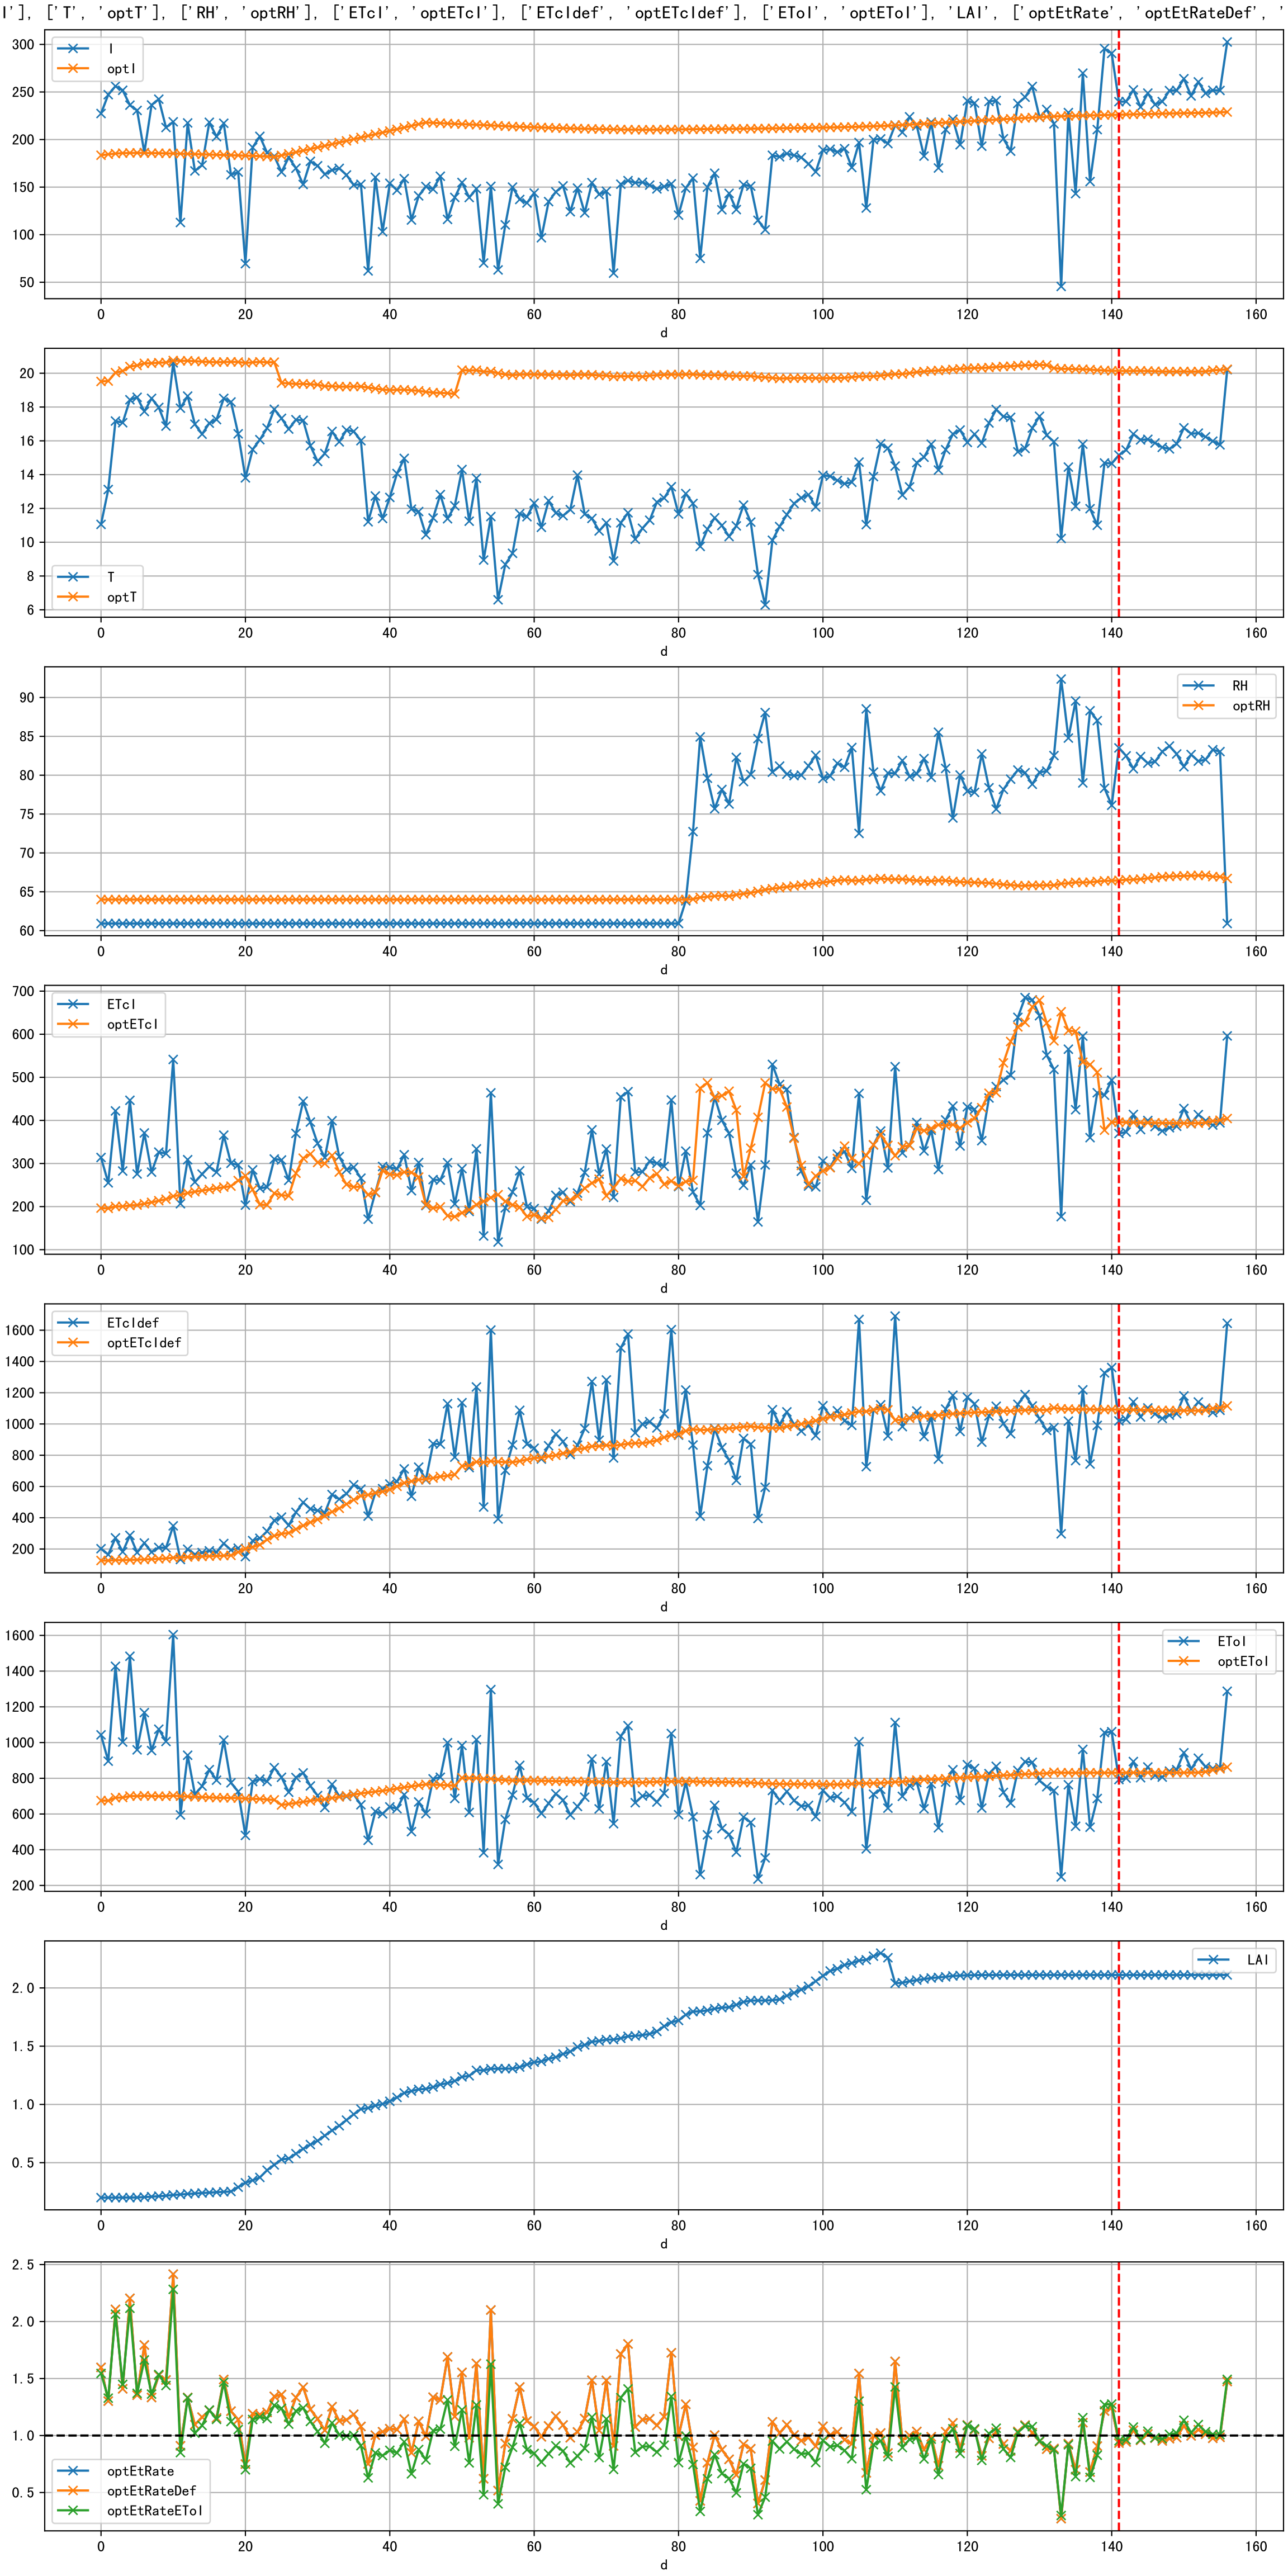 I'], ['T', 'optT'], ['RH', 'optRH'], ['ETcI', 'optETcI'], ['ETcIdef', 'optETcIdef'], ['EToI', 'optEToI'], 'LAI', ['optEtRate', 'optEtRateDef', '
I
optI
300
250
200
150
100
50
0 20 40 60 80 100 120 140 160
d
20
18
16
14
12
10
8
6
T
optT
0 20 40 60 80 100 120 140 160
d
RH
optRH
90
85
80
75
70
65
60
0 20 40 60 80 100 120 140 160
d
ETcI
optETcI
700
600
500
400
300
200
100
0 20 40 60 80 100 120 140 160
d
ETcIdef
optETcIdef
1600
1400
1200
1000
800
600
400
200
0 20 40 60 80 100 120 140 160
d
EToI
optEToI
1600
1400
1200
1000
800
600
400
200
0 20 40 60 80 100 120 140 160
d
LAI
2.0
1.5
1.0
0.5
0 20 40 60 80 100 120 140 160
d
2.5
2.0
1.5
1.0
0.5
optEtRate
optEtRateDef
optEtRateEToI
0 20 40 60 80 100 120 140 160
d